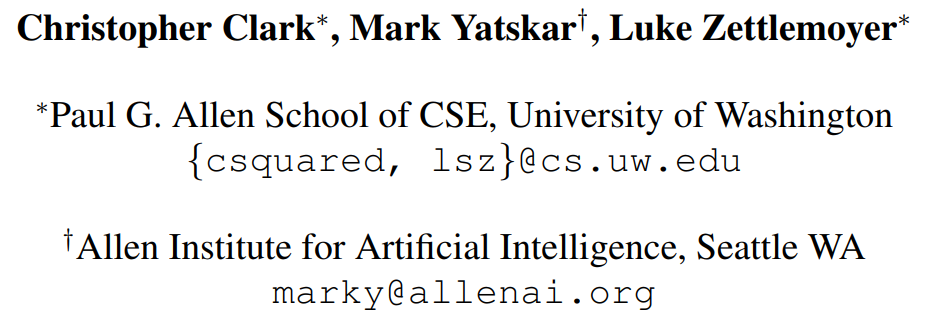 Christopher Clark*, Mark Yatskar†, Luke Zettlemoyer*
*Paul G. Allen School of CSE, University of Washington
{csquared, lsz}@cs.uw.edu
†Allen Institute for Artificial Intelligence, Seattle WA
marky@allenai.org